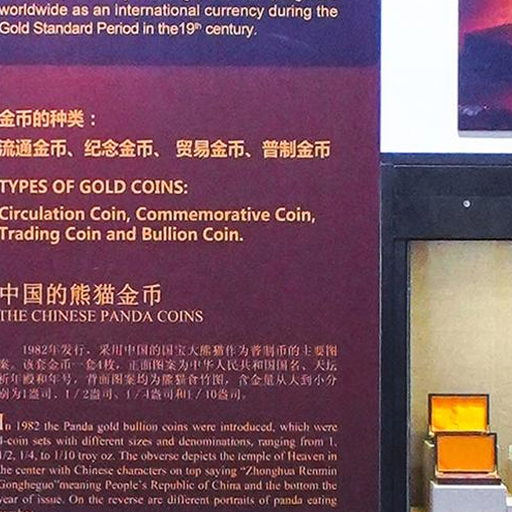 worldwide as an international currency during the
Gold Standard Period in the19th century.
金币的种类：
流通金币、纪念金币、 贸易金币、普制金币
TYPES OF GOLD COINS:
Circulation Coin, Commemorative Coin,
Trading Coin and Bullion Coin.
中国的熊猫金币
THE CHINESE PANDA COINS
1982年发行，采用中国的国宝大熊猫作为普制币的主要图
案。该套金币一套4枚，正面图案为中华人民共和国国名、天坛
祈年殿和年号，背面图案均为熊猫食竹图，含金量从大到小分
别为1盎司、1/2盎司、1/4盎司和1/10盎司。
In 1982 the Panda gold bullion coins were introduced, which were
4-coin sets with different sizes and denominations, ranging from 1,
1/2, 1/4, to 1/10 troy oz. The obverse depicts the temple of Heaven in
the center with Chinese characters on top saying "Zhonghua Renmin
Gongheguo"meaning People's Republic of China and the bottom the
year of issue. On the reverse are different portraits of panda eating